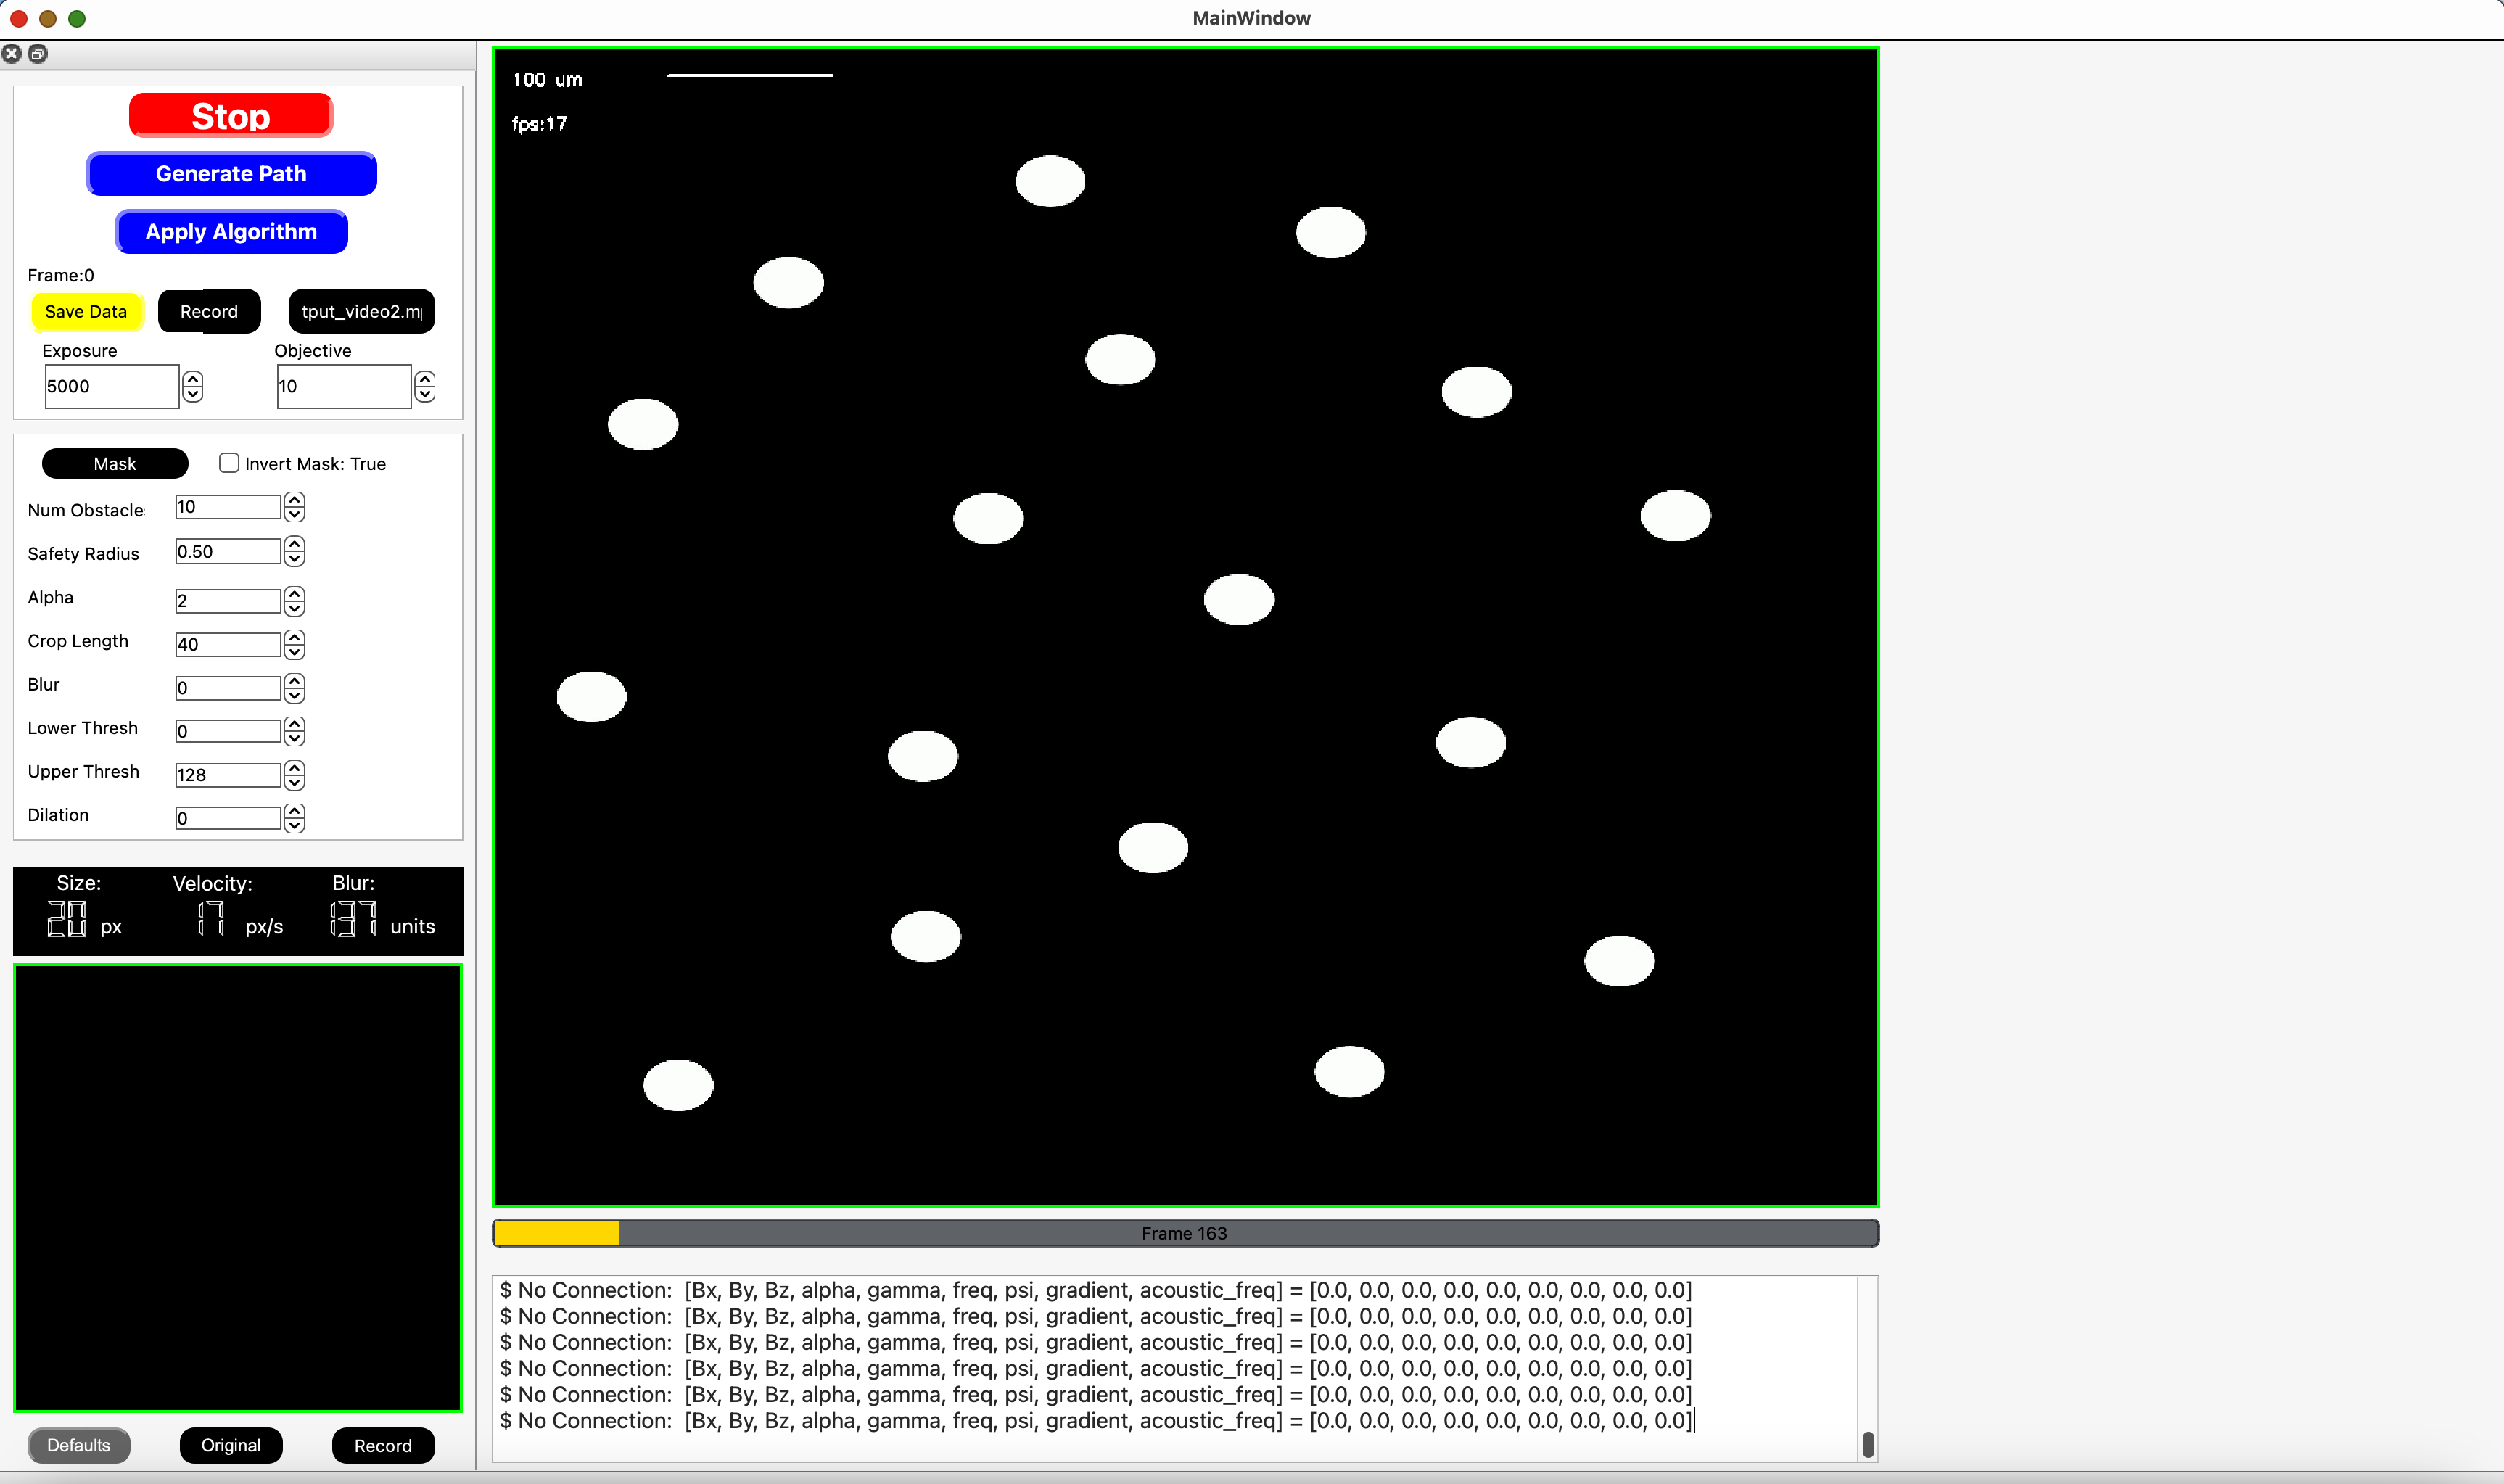 MainWindow
Stop
Generate Path
Apply Algorithm
Frame:0
Save Data
Record
tput_video2.m
Exposure
Objective
5000
10
Mask
Invert Mask: True
Num Obstacle
10
Safety Radius
0.50
Alpha
2
Crop Length
40
Blur
0
Lower Thresh
0
Upper Thresh
128
Dilation
0
Size:
Velocity:
Blur:
20 px
17 px/s
137 units
Defaults
Original
Record
100 um
fps:17
Frame 163
$ No Connection: [Bx, By, Bz, alpha, gamma, freq, psi, gradient, acoustic_freq] = [0.0, 0.0, 0.0, 0.0, 0.0, 0.0, 0.0, 0.0, 0.0]
$ No Connection: [Bx, By, Bz, alpha, gamma, freq, psi, gradient, acoustic_freq] = [0.0, 0.0, 0.0, 0.0, 0.0, 0.0, 0.0, 0.0, 0.0]
$ No Connection: [Bx, By, Bz, alpha, gamma, freq, psi, gradient, acoustic_freq] = [0.0, 0.0, 0.0, 0.0, 0.0, 0.0, 0.0, 0.0, 0.0]
$ No Connection: [Bx, By, Bz, alpha, gamma, freq, psi, gradient, acoustic_freq] = [0.0, 0.0, 0.0, 0.0, 0.0, 0.0, 0.0, 0.0, 0.0]
$ No Connection: [Bx, By, Bz, alpha, gamma, freq, psi, gradient, acoustic_freq] = [0.0, 0.0, 0.0, 0.0, 0.0, 0.0, 0.0, 0.0, 0.0]
$ No Connection: [Bx, By, Bz, alpha, gamma, freq, psi, gradient, acoustic_freq] = [0.0, 0.0, 0.0, 0.0, 0.0, 0.0, 0.0, 0.0, 0.0]